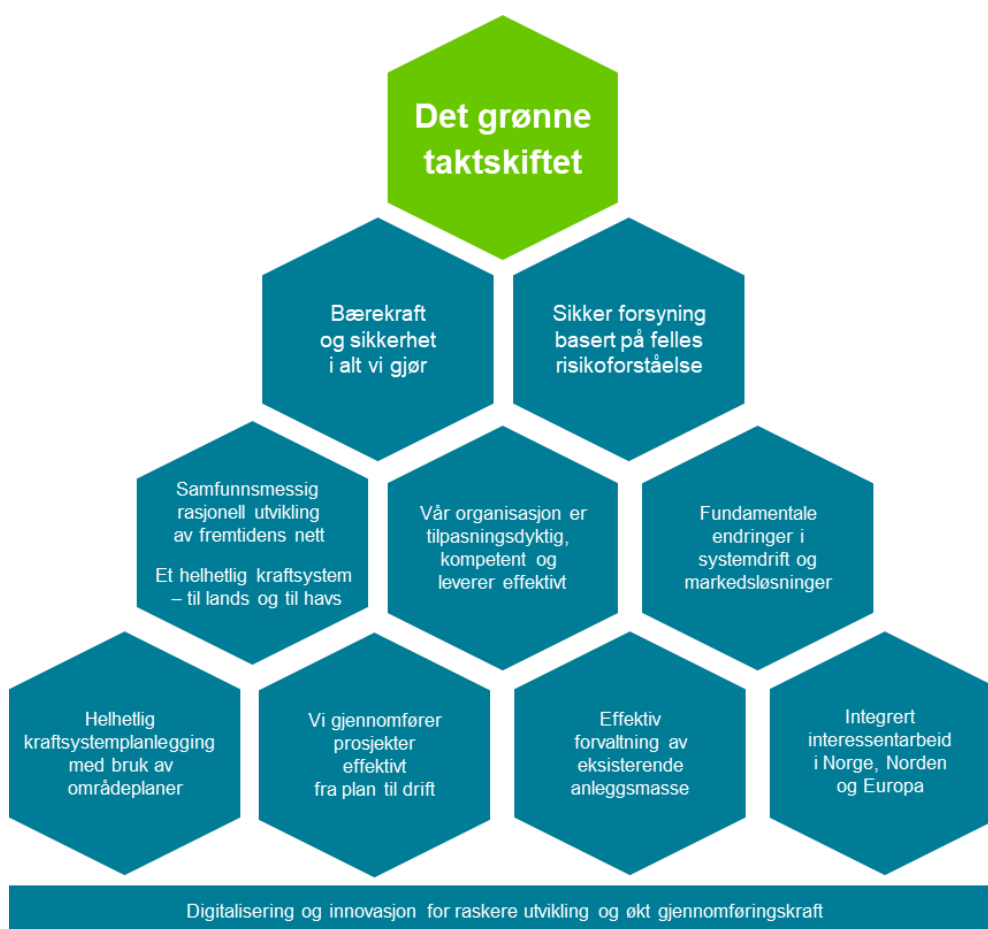 Det grønne
taktskiftet
Bærekraft
og sikkerhet
i alt vi gjør
Sikker forsyning
basert på felles
risikoforståelse
Samfunnsmessig
rasjonell utvikling
av fremtidens nett
Et helhetlig kraftsystem
– til lands og til havs
Vår organisasjon er
tilpasningsdyktig,
kompetent og
leverer effektivt
Fundamentale
endringer i
systemdrift og
markedsløsninger
Helhetlig
kraftsystemplanlegging
med bruk av
områdeplaner
Vi gjennomfører
prosjekter
effektivt
fra plan til drift
Effektiv
forvaltning av
eksisterende
anleggsmasse
Integrert
interessentarbeid
i Norge, Norden
og Europa
Digitalisering og innovasjon for raskere utvikling og økt gjennomføringskraft